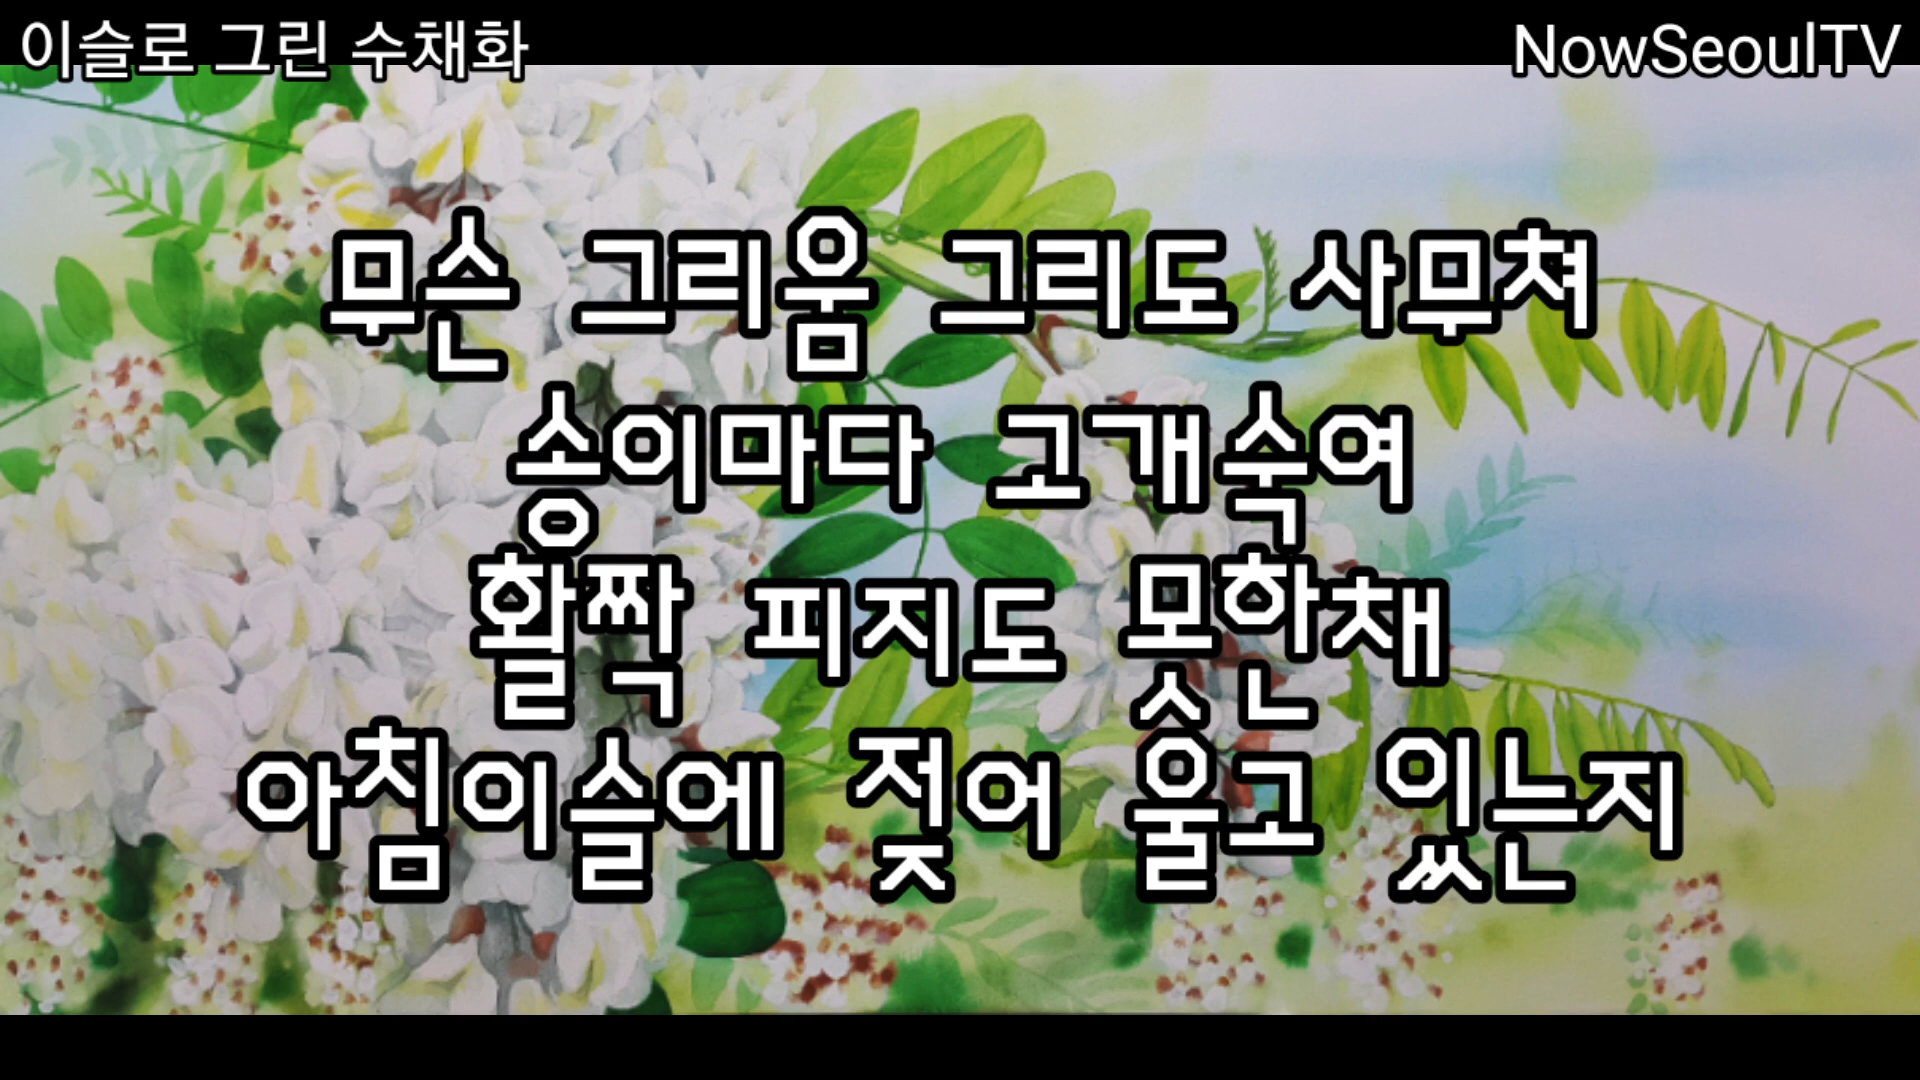 이슬로 그린 수채화
NowSeoulTV
무슨 그리움 그리도 사무쳐
송이마다 고개숙여
활짝 피지도 못한채
아침이슬에 젖어 울고 있는지